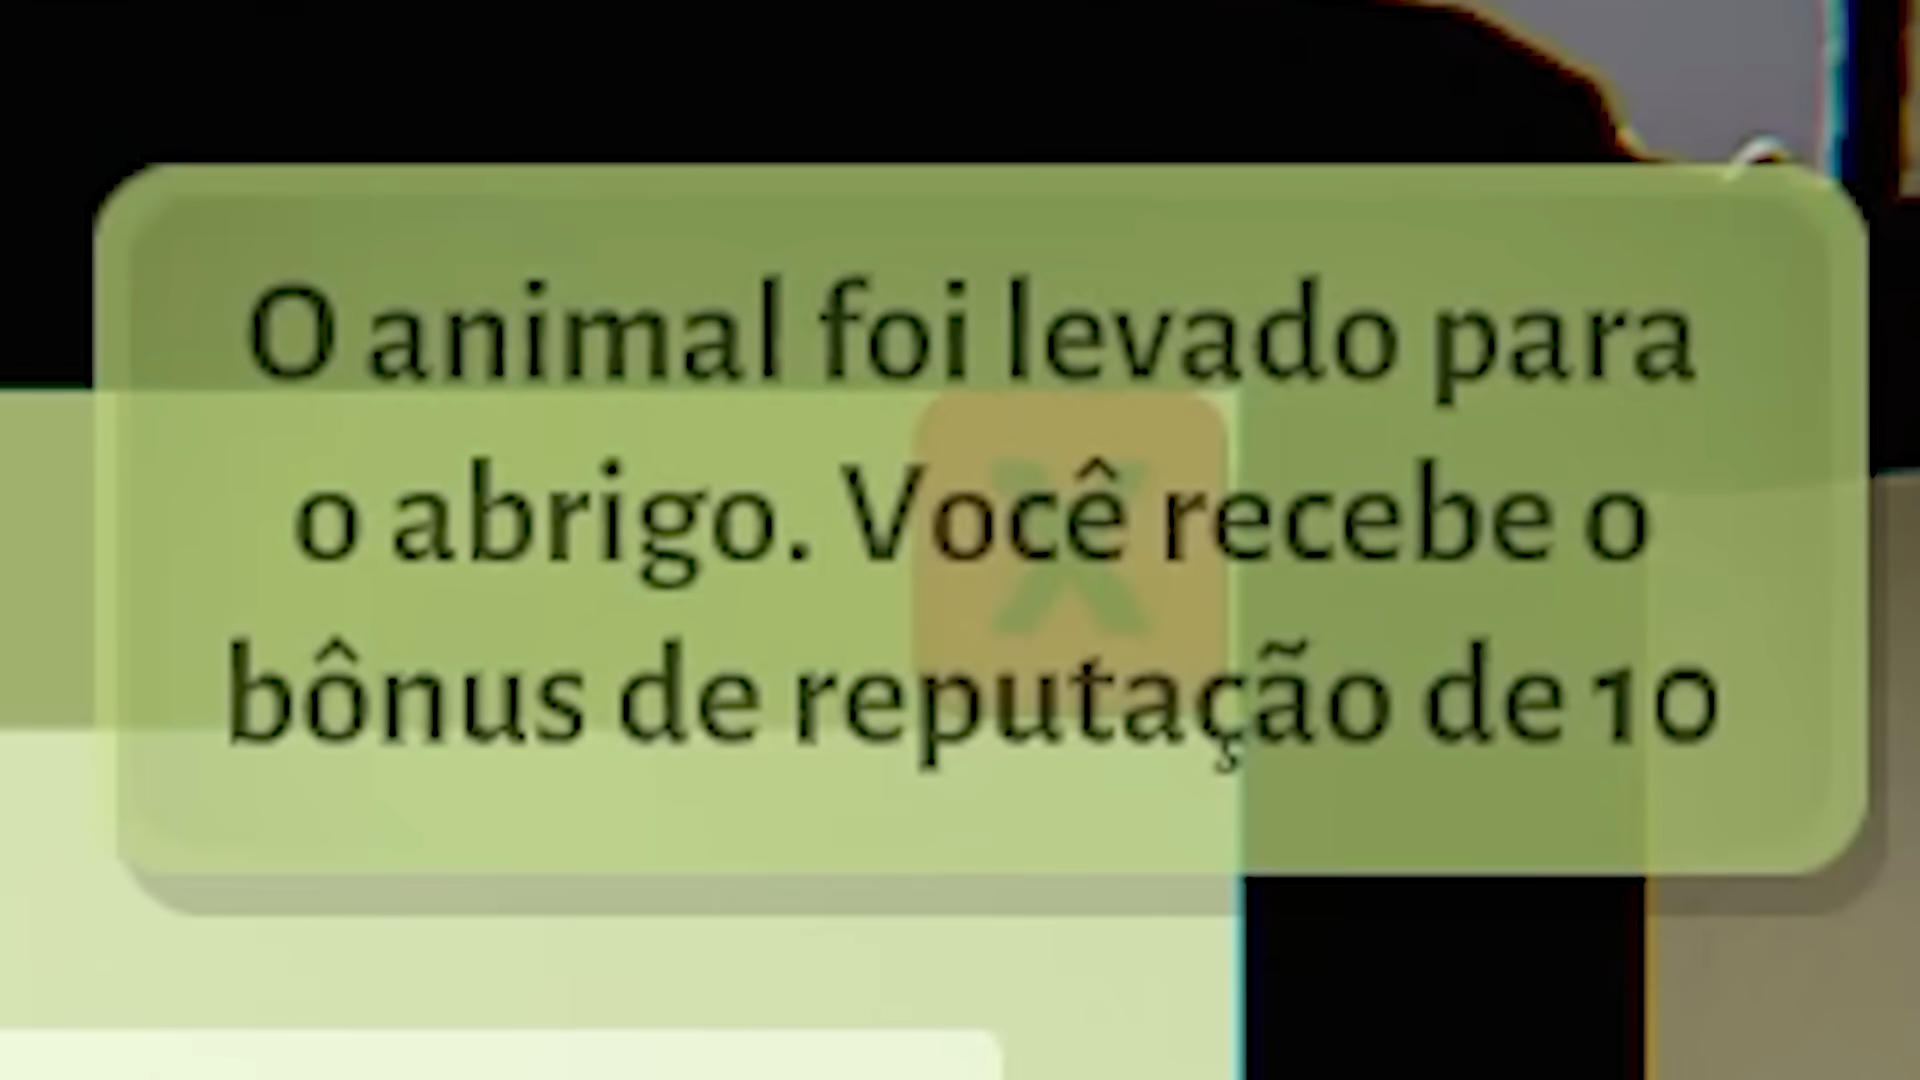 O animal foi levado para
o abrigo. Você recebe o
bônus de reputação de 10
X